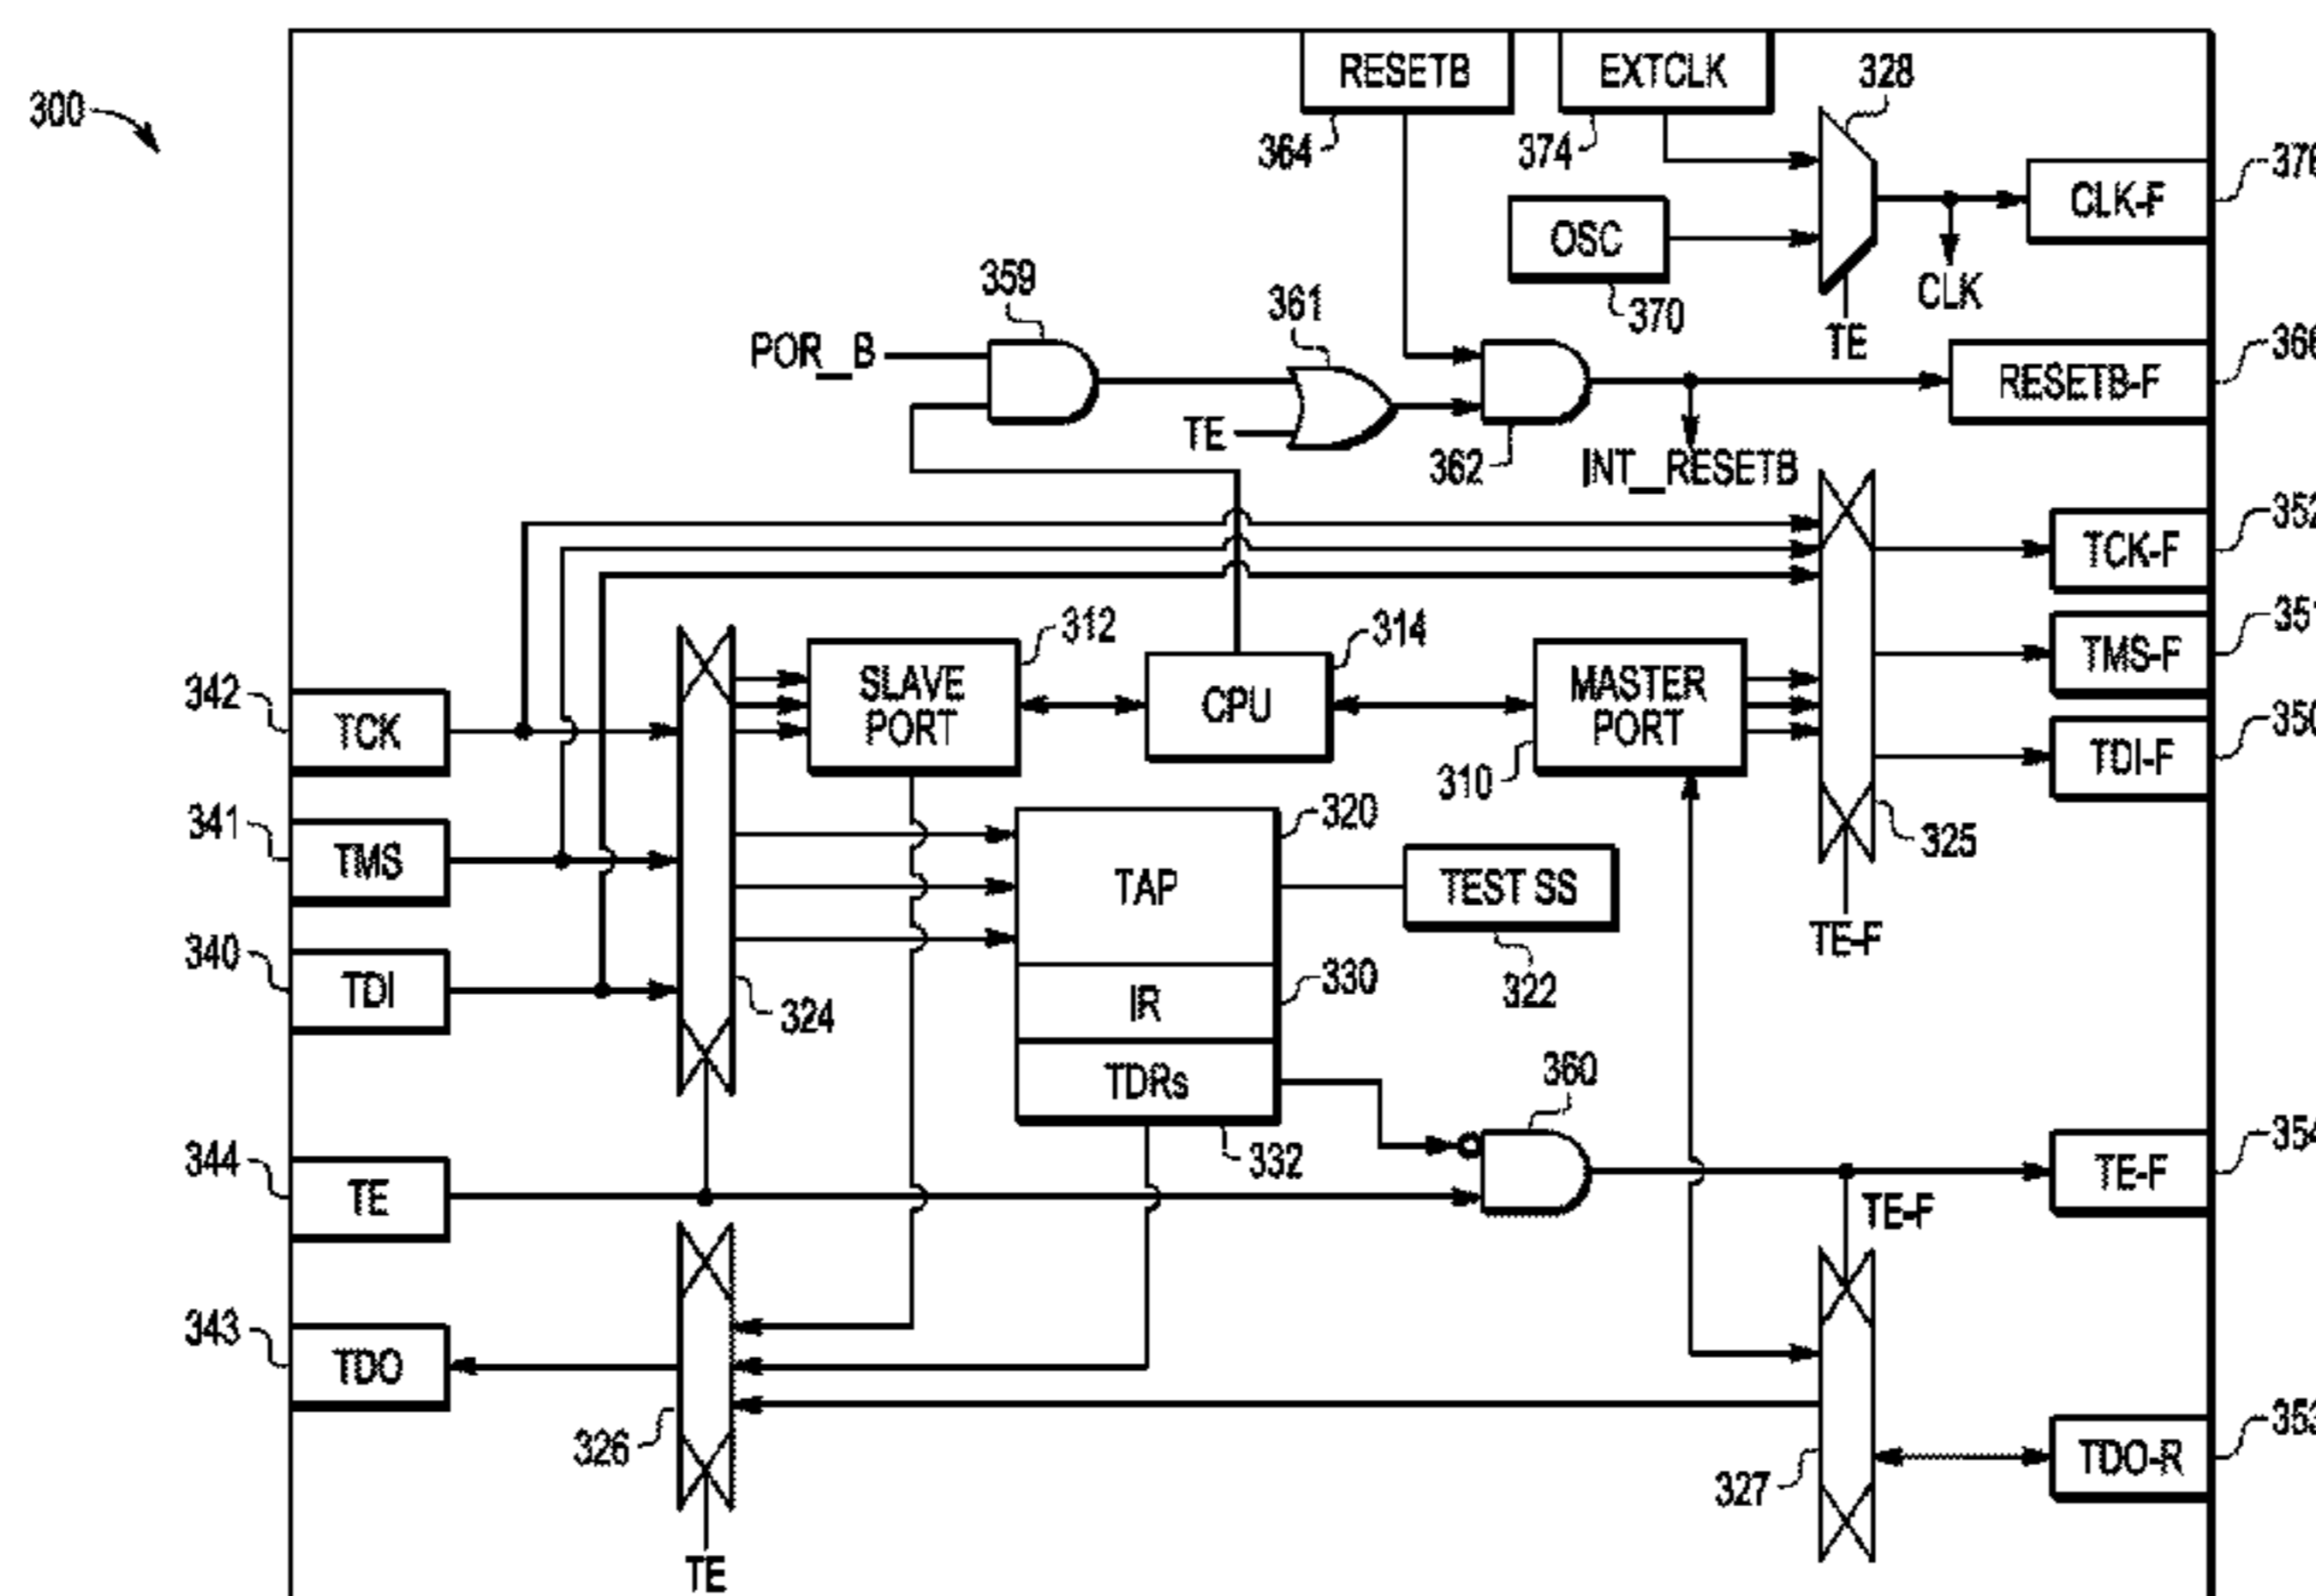 RESETB
EXTCLK
328
300
364
374
CLK-F
OSC
359
361
370
CLK
POR_B
TE
RESETB-F
TE
362
INT_RESETB
352
TCK-F
312
314
351
SLAVE PORT
CPU
MASTER PORT
TMS-F
342
TCK
350
310
TDI-F
341
TMS
320
325
TAP
TEST SS
340
TDI
TE-F
324
330
322
IR
360
TDRs
344
TE
332
354
TE-F
TE-F
343
TDO
326
327
353
TDO-R
TE